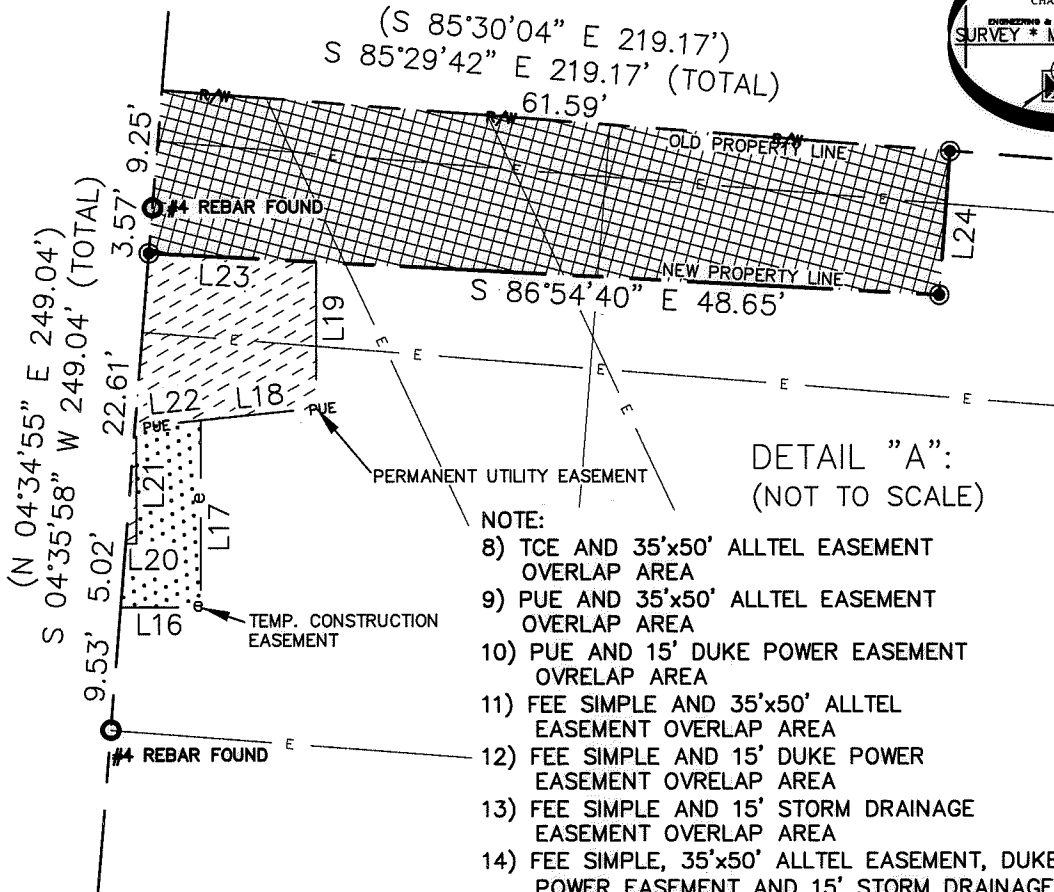 (S 85°30'04" E 219.17')
S 85°29'42" E 219.17' (TOTAL)
61.59'
ENGINEERING &
SURVEY * M
R/W
R/W
R/W
OLD PROPERTY LINE
E
E
E
E
9.25'
#4 REBAR FOUND
3.57'
L24
NEW PROPERTY LINE
S 86°54'40" E 48.65'
L23
L19
(N 04°34'55" E 249.04')
S 04°35'58" W 249.04' (TOTAL)
E
E
E
E
E
E
E
22.61'
L22
L18
PUE
PUE
PERMANENT UTILITY EASEMENT
L21
e
L17
L20
5.02'
L16
e
TEMP. CONSTRUCTION
EASEMENT
9.53'
#4 REBAR FOUND
E
DETAIL "A":
(NOT TO SCALE)
NOTE:
8) TCE AND 35'x50' ALLTEL EASEMENT
OVERLAP AREA
9) PUE AND 35'x50' ALLTEL EASEMENT
OVERLAP AREA
10) PUE AND 15' DUKE POWER EASEMENT
OVRELAP AREA
11) FEE SIMPLE AND 35'x50' ALLTEL
EASEMENT OVERLAP AREA
12) FEE SIMPLE AND 15' DUKE POWER
EASEMENT OVRELAP AREA
13) FEE SIMPLE AND 15' STORM DRAINAGE
EASEMENT OVERLAP AREA
14) FEE SIMPLE, 35'x50' ALLTEL EASEMENT, DUKE
POWER EASEMENT AND 15' STORM DRAINAGE